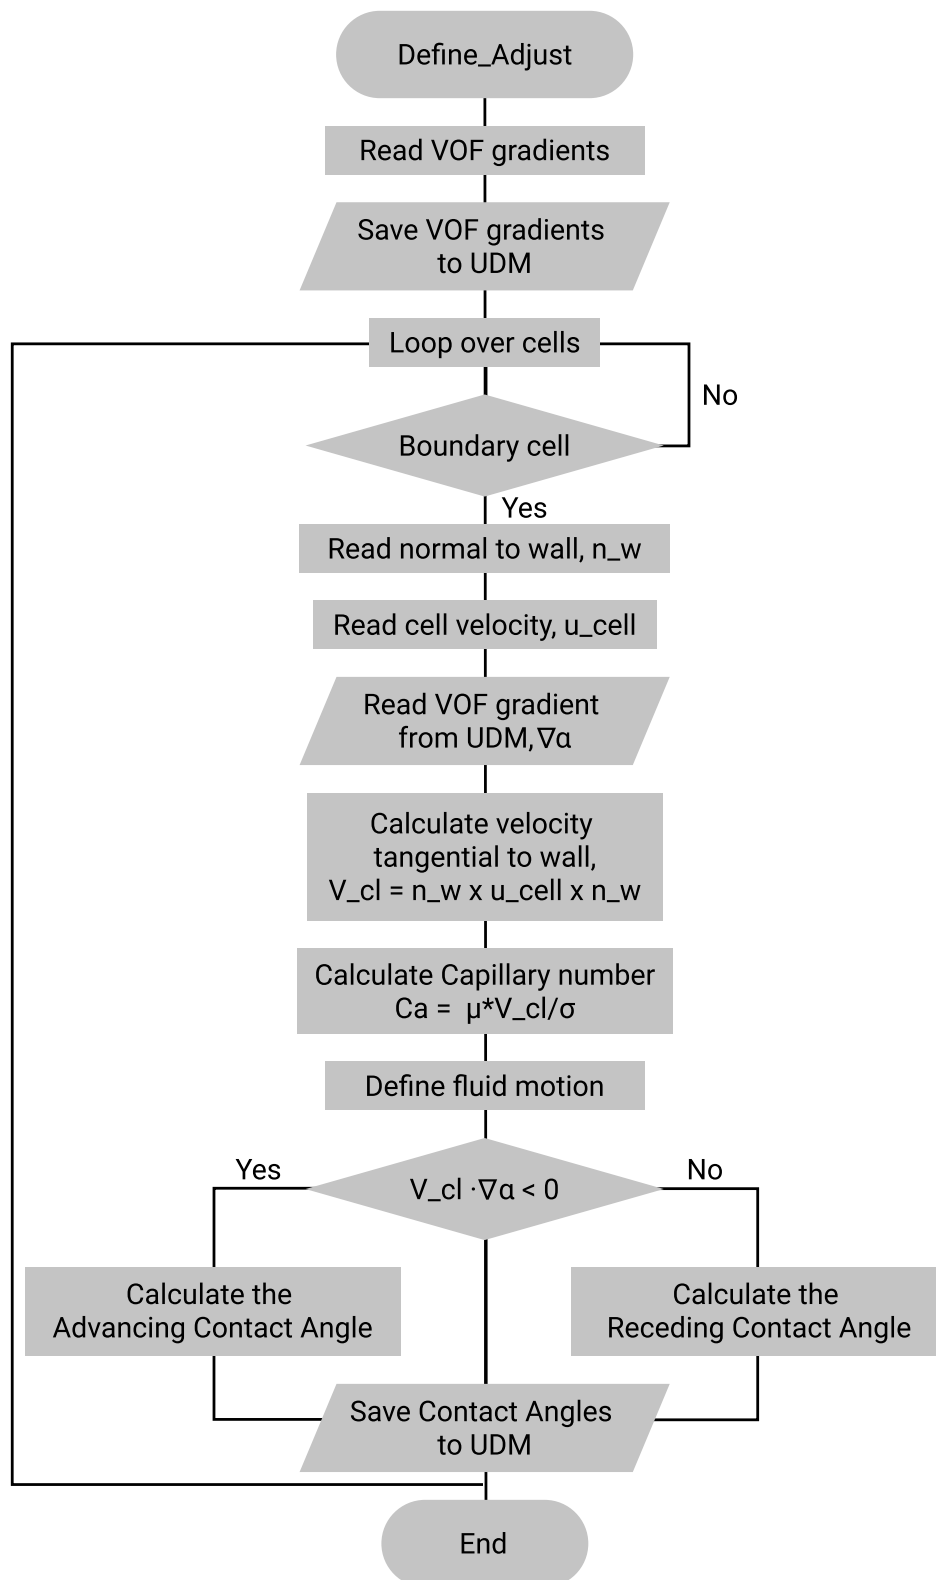 Define_Adjust
Read VOF gradients
Save VOF gradients
to UDM
Loop over cells
No
Boundary cell
Yes
Read normal to wall, n_w
Read cell velocity, u_cell
Read VOF gradient
from UDM,∇α
Calculate velocity
tangential to wall,
V_cl = n_w x u_cell x n_w
Calculate Capillary number
Ca = μ*V_cl/σ
Define fluid motion
Yes
No
V_cl ·∇α < 0
Calculate the
Advancing Contact Angle
Calculate the
Receding Contact Angle
Save Contact Angles
to UDM
End